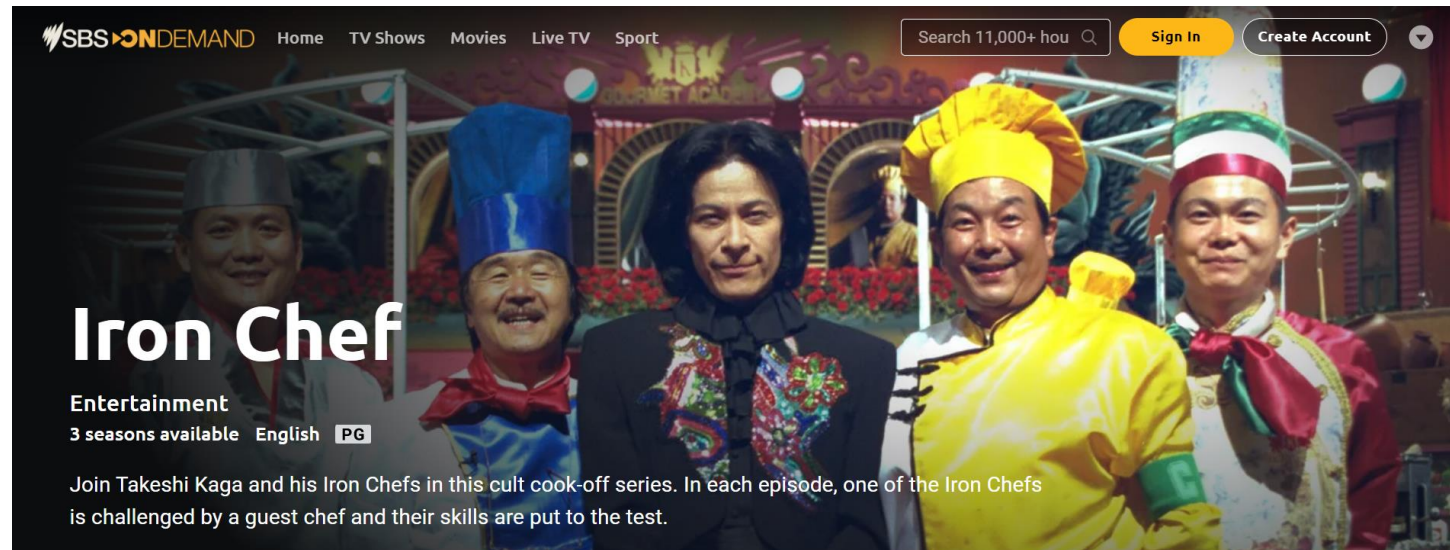 SBS ONDEMAND Home TV Shows Movies Live TV Sport Search 11,000+ hou Sign In Create Account
GOURMET ACADEMY
Iron Chef
Entertainment
3 seasons available English PG
Join Takeshi Kaga and his Iron Chefs in this cult cook-off series. In each episode, one of the Iron Chefs
is challenged by a guest chef and their skills are put to the test.